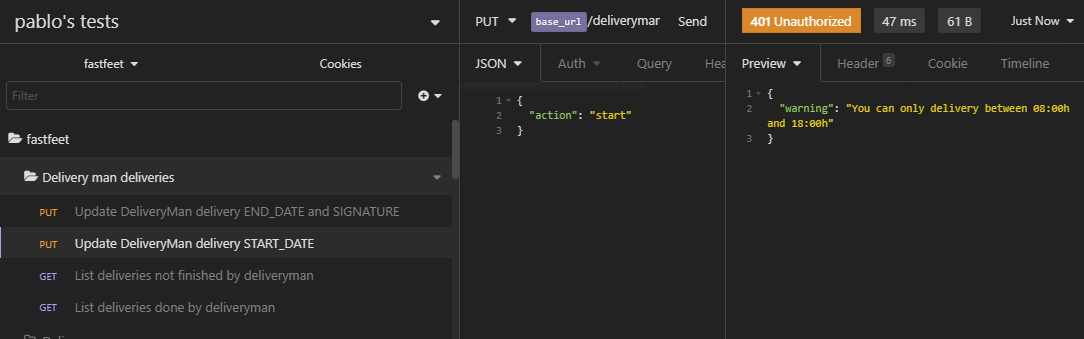 pablo's tests
fastfeet
Cookies
Filter
fastfeet
Delivery man deliveries
PUT Update DeliveryMan delivery END_DATE and SIGNATURE
PUT Update DeliveryMan delivery START_DATE
GET List deliveries not finished by deliveryman
GET List deliveries done by deliveryman
PUT base_url/deliverymar Send
JSON Auth Query Hea
1 {
2 "action": "start"
3 }
401 Unauthorized 47 ms 61 B Just Now
Preview Header 6 Cookie Timeline
1 {
2 "warning": "You can only delivery between 08:00h
and 18:00h"
3 }